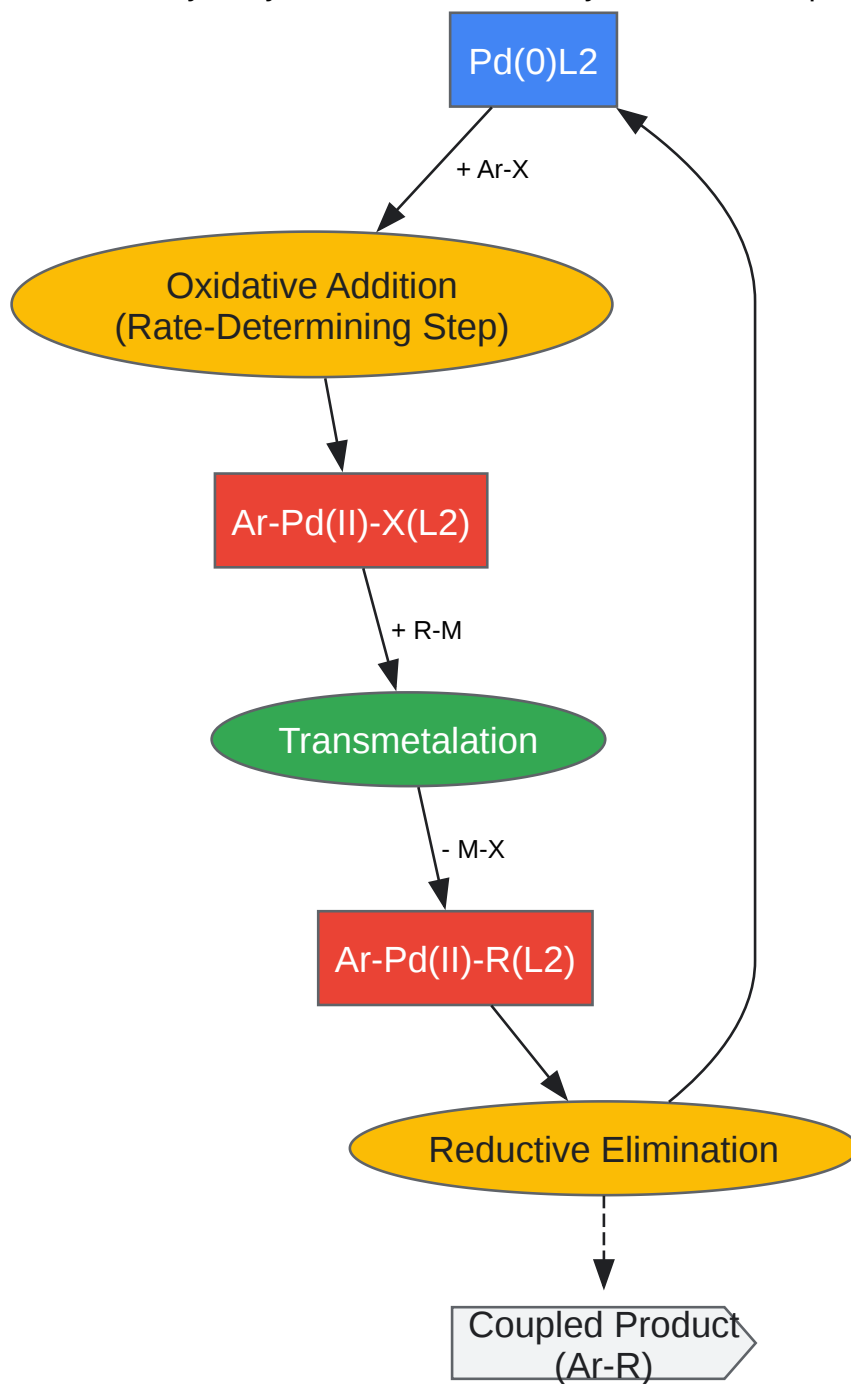 Pd(0)L2
+ Ar-X
Oxidative Addition
(Rate-Determining Step)
Ar-Pd(II)-X(L2)
+ R-M
Transmetalation
- M-X
Ar-Pd(II)-R(L2)
Reductive Elimination
Coupled Product
(Ar-R)